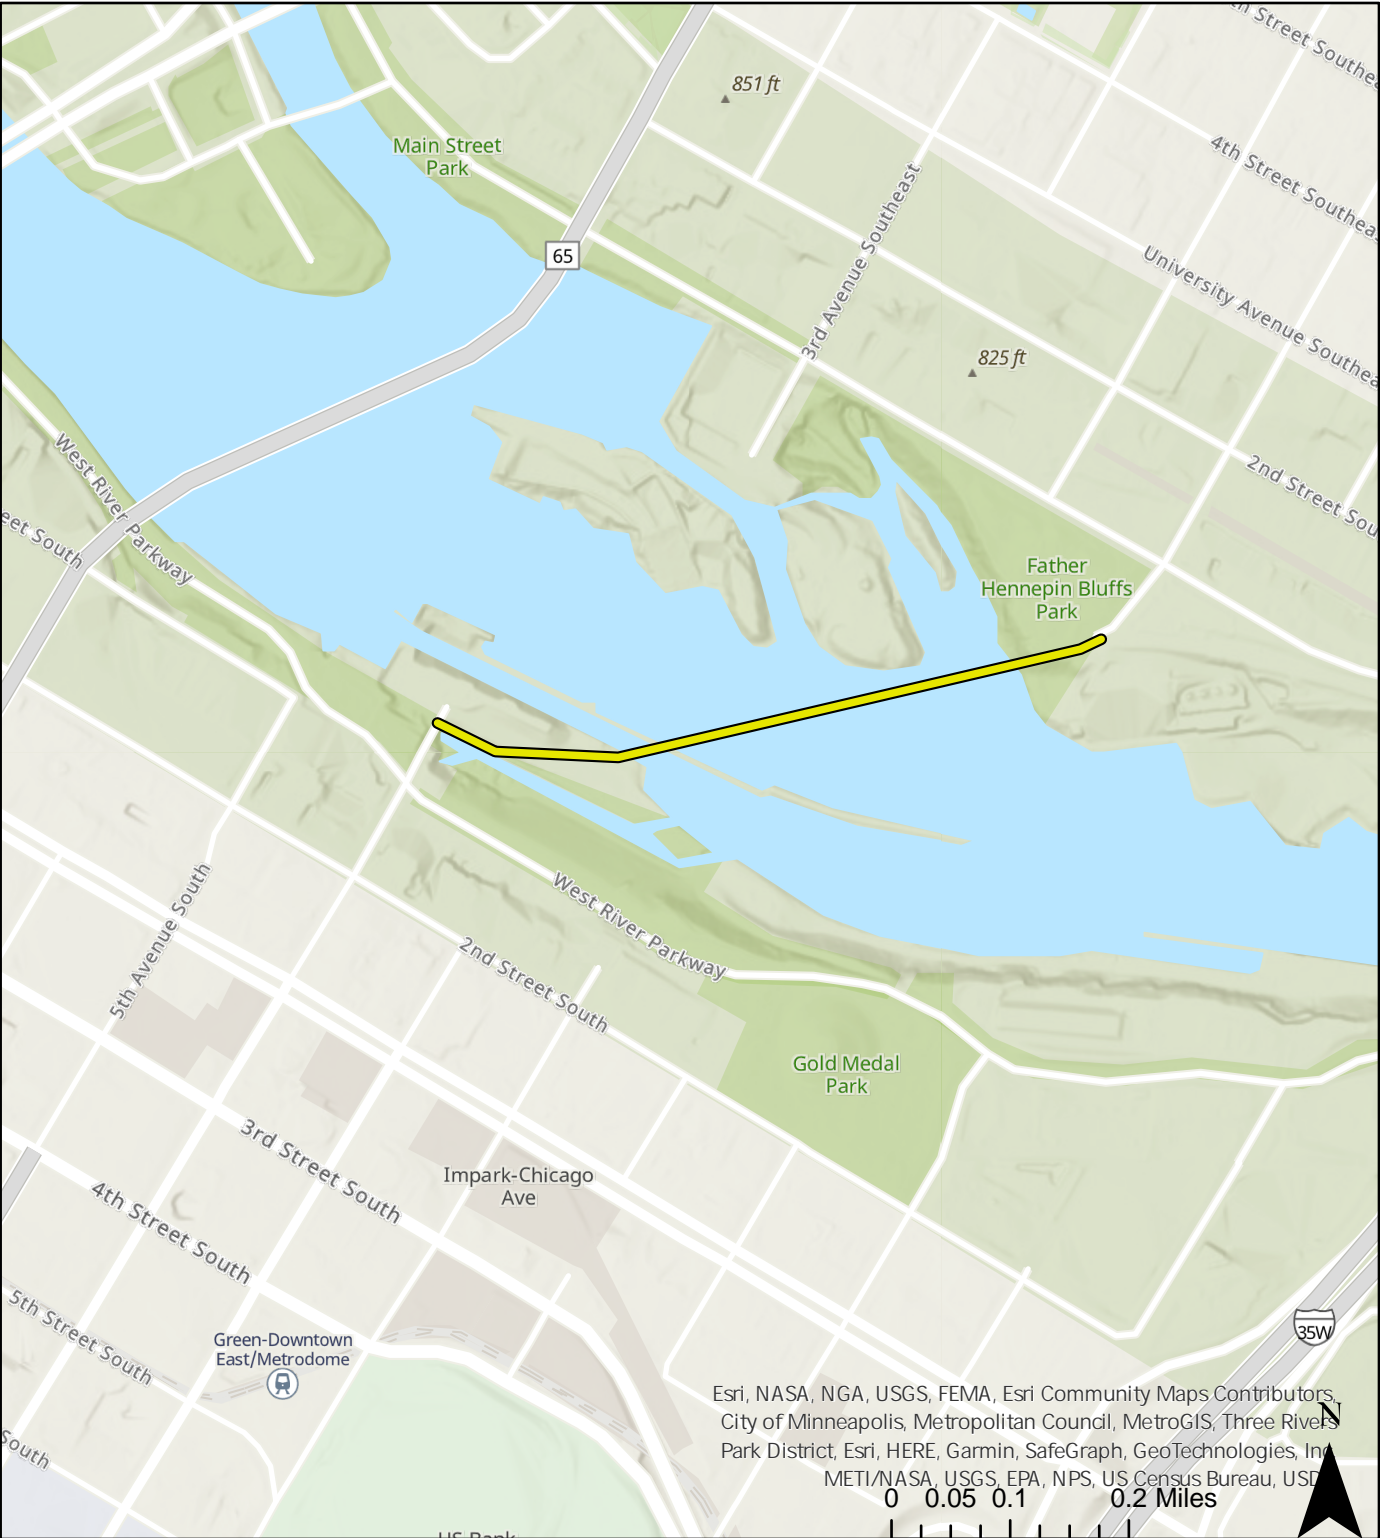 th Street Southea
851 ft
Main Street
Park
4th Street Southeas
65
3rd Avenue Southeast
University Avenue Southea
825 ft
West River Parkway
2nd Street Sou
eet South
Father
Hennepin Bluffs
Park
West River Parkway
5th Avenue South
2nd Street South
Gold Medal
Park
3rd Street South
Impark-Chicago
Ave
4th Street South
5th Street South
Green-Downtown
East/Metrodome
35W
South
Esri, NASA, NGA, USGS, FEMA, Esri Community Maps Contributors,
City of Minneapolis, Metropolitan Council, MetroGIS, Three Rivers
Park District, Esri, HERE, Garmin, SafeGraph, GeoTechnologies, Inc
METI/NASA, USGS, EPA, NPS, US Census Bureau, USD
N
0 0.05 0.1 0.2 Miles
US Bank